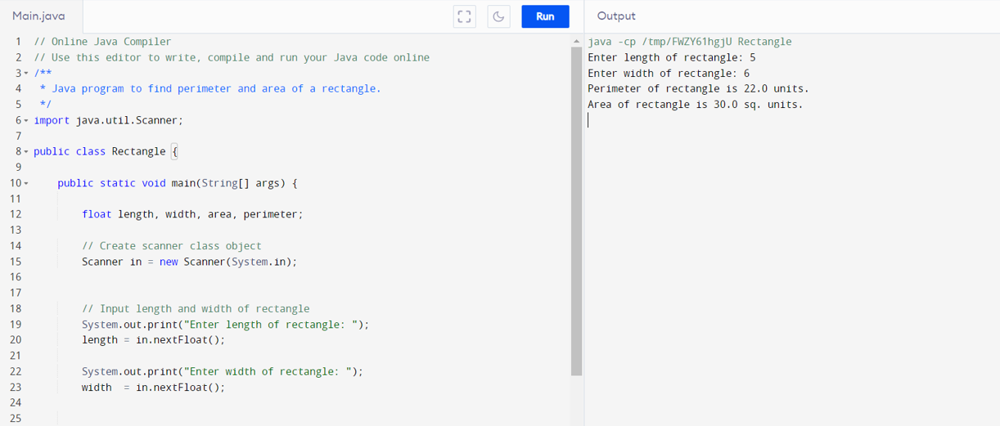 Main.java
Run
Output
1 // Online Java Compiler
2 // Use this editor to write, compile and run your Java code online
3 /**
4  * Java program to find perimeter and area of a rectangle.
5  */
6 import java.util.Scanner;
7
8 public class Rectangle {
9
10     public static void main(String[] args) {
11
12         float length, width, area, perimeter;
13
14         // Create scanner class object
15         Scanner in = new Scanner(System.in);
16
17
18         // Input length and width of rectangle
19         System.out.print("Enter length of rectangle: ");
20         length = in.nextFloat();
21
22         System.out.print("Enter width of rectangle: ");
23         width  = in.nextFloat();
24
25
java -cp /tmp/FWZY61hgjU Rectangle
Enter length of rectangle: 5
Enter width of rectangle: 6
Perimeter of rectangle is 22.0 units.
Area of rectangle is 30.0 sq. units.